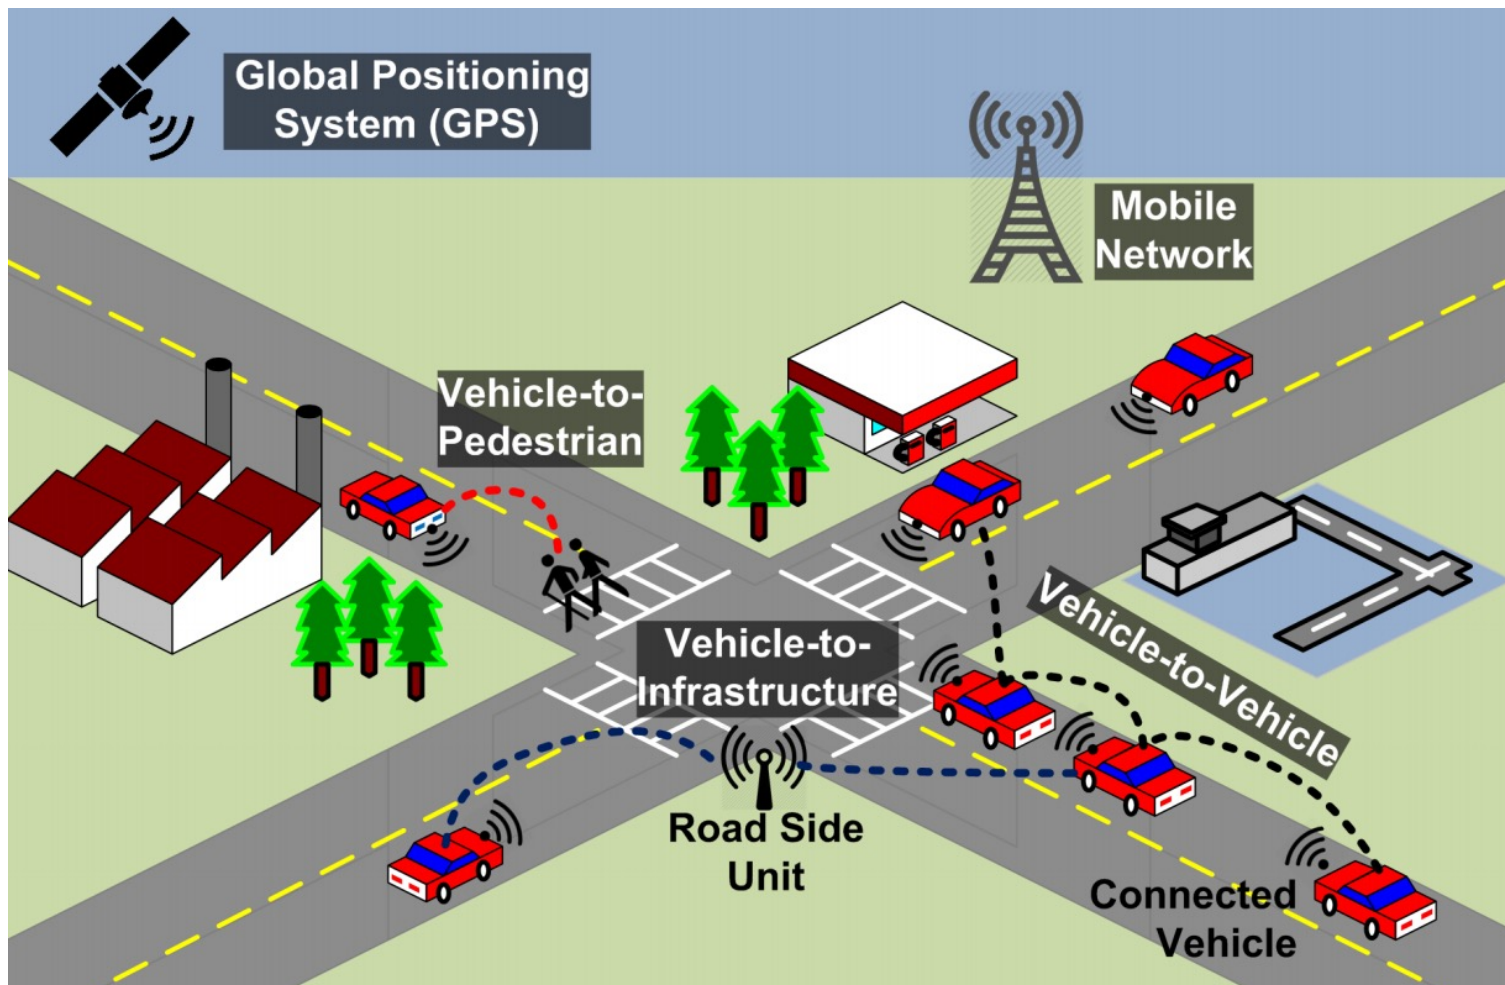 Global Positioning
System (GPS)
Mobile
Network
Vehicle-to-
Pedestrian
Vehicle-to-Vehicle
Vehicle-to-
Infrastructure
Road Side
Unit
Connected
Vehicle